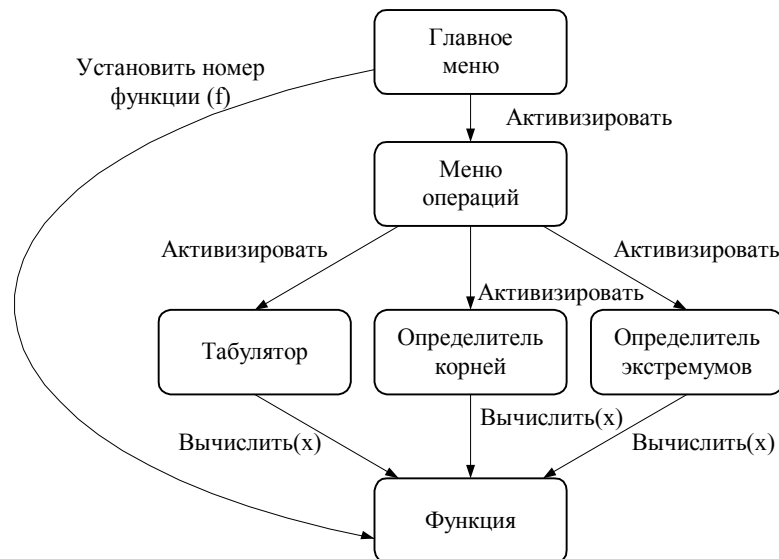 Главное
меню
Установить номер
функции (f)
Активизировать
Меню
операций
Активизировать
Активизировать
Активизировать
Табулятор
Определитель
корней
Определитель
экстремумов
Вычислить(x)
Вычислить(x)
Вычислить(x)
Функция